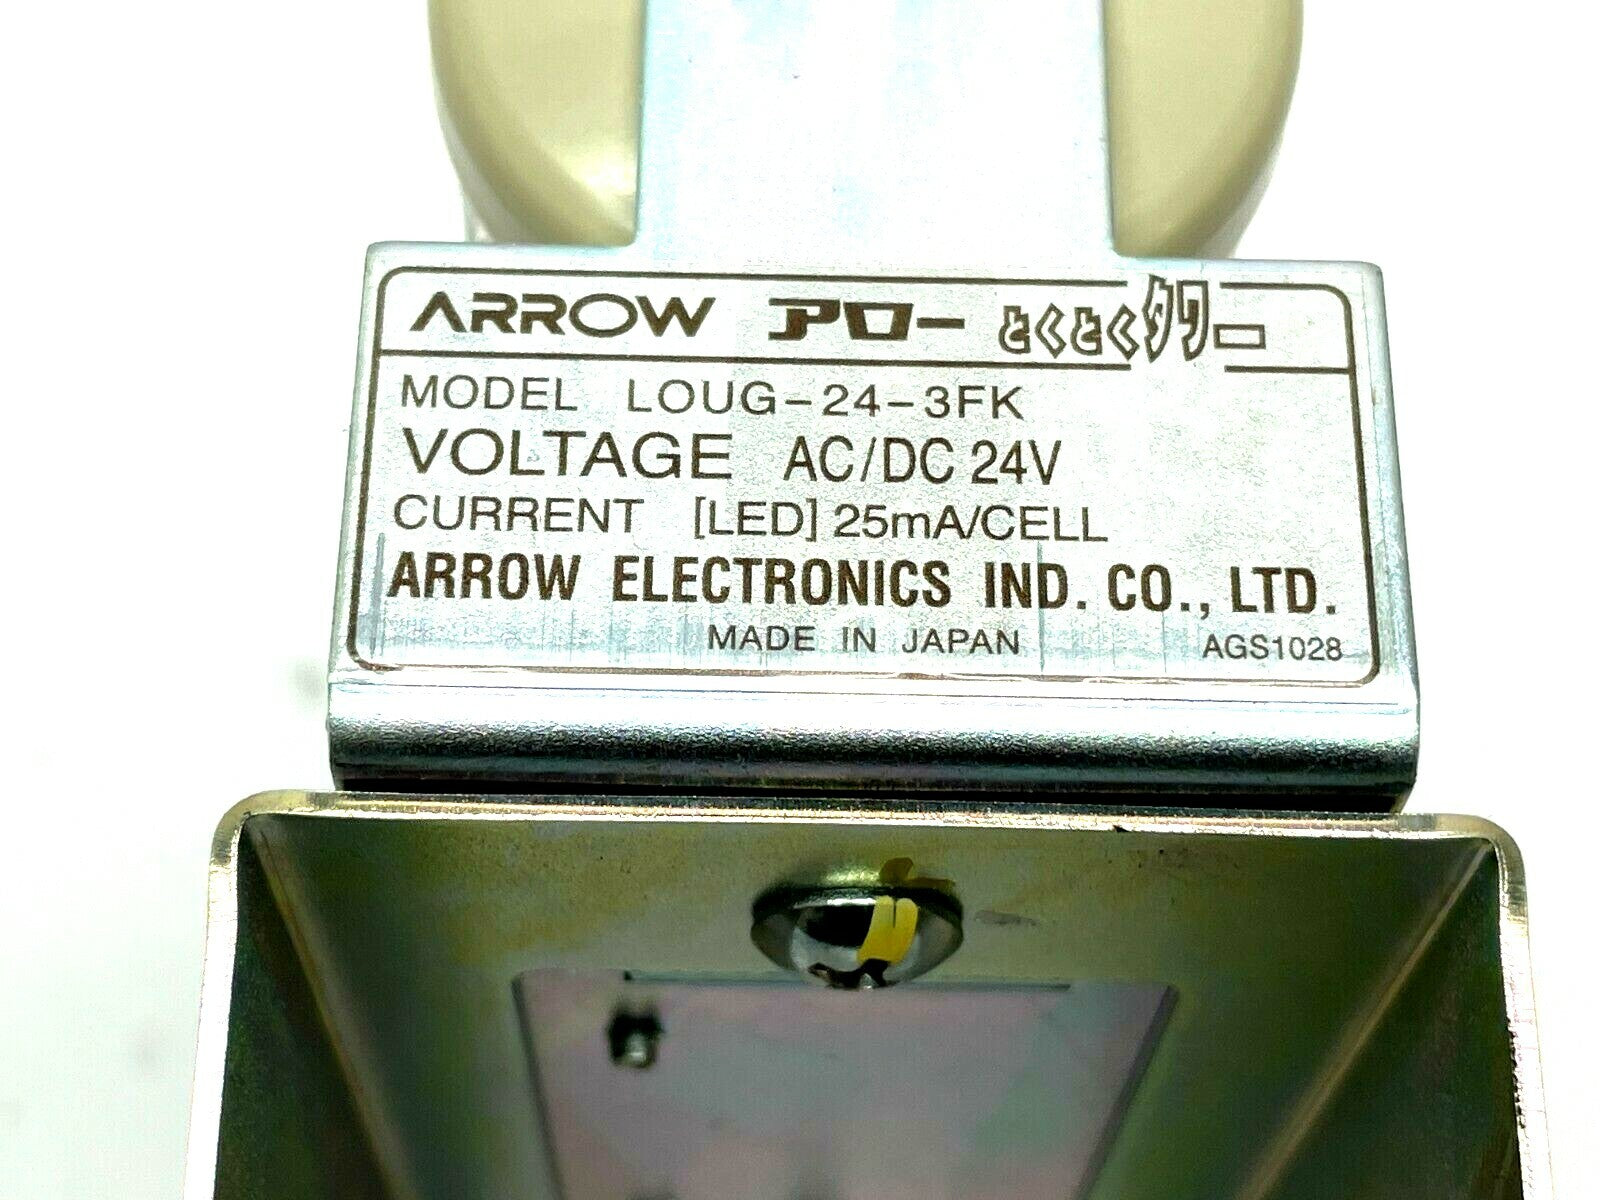 ARROW アロー とくとくタワー
MODEL LOUG-24-3FK
VOLTAGE AC/DC 24V
CURRENT [LED] 25mA/CELL
ARROW ELECTRONICS IND. CO., LTD.
MADE IN JAPAN AGS1028